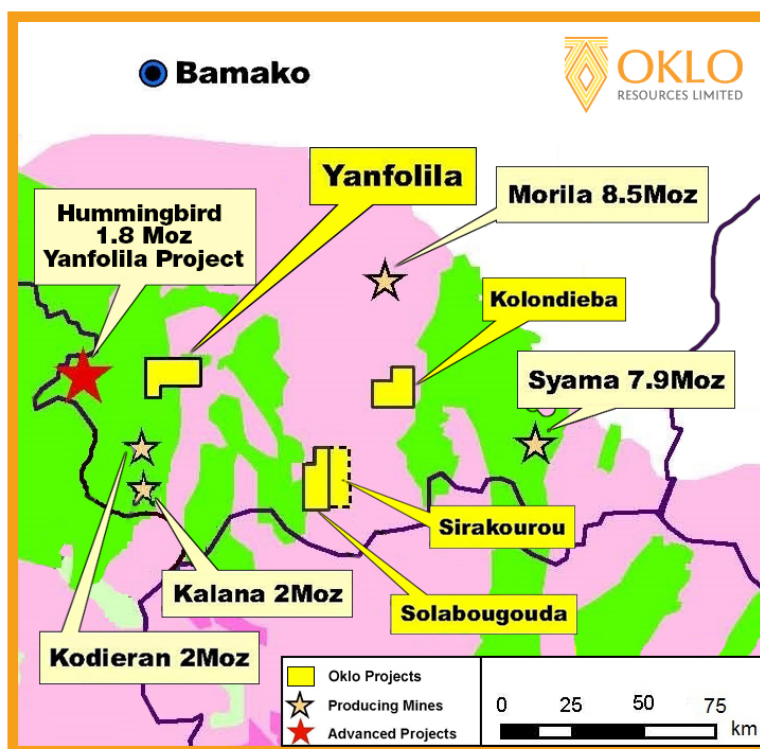 Bamako
OKLO
RESOURCES LIMITED
Yanfolila
Morila 8.5Moz
Hummingbird
1.8 Moz
Yanfolila Project
Kolondieba
Syama 7.9Moz
Sirakourou
Kalana 2Moz
Solabougouda
Kodieran 2Moz
Oklo Projects
Producing Mines
Advanced Projects
0 25 50 75
km